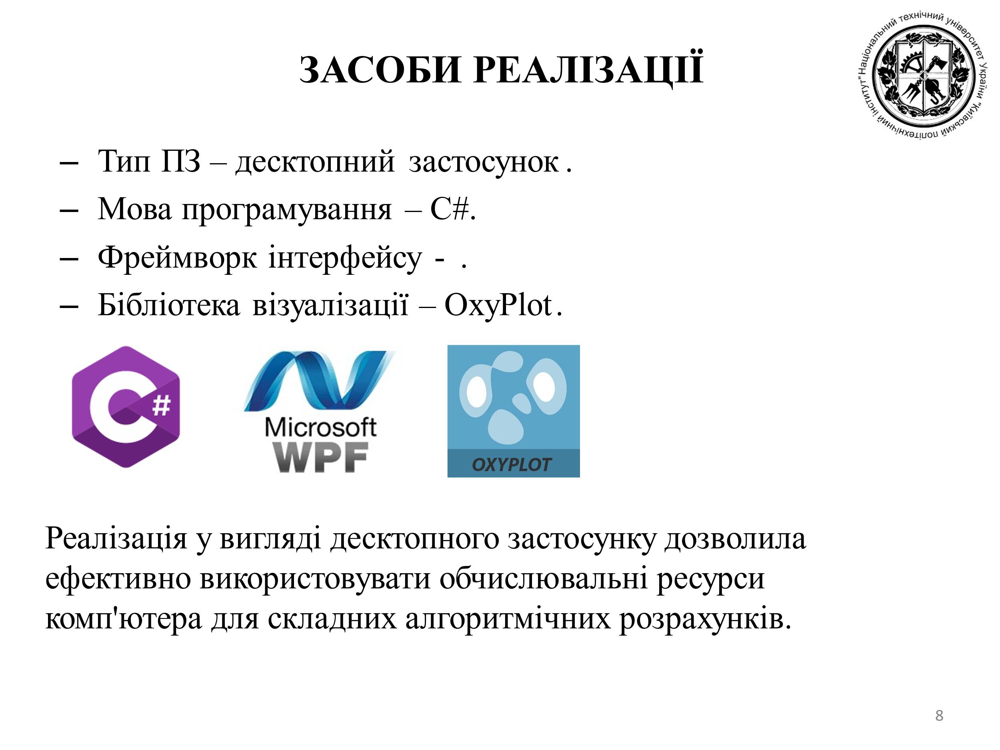 ЗАСОБИ РЕАЛІЗАЦІЇ
Національний технічний університет України "Київський політехнічний інститут"
– Тип ПЗ – десктопний застосунок .
– Мова програмування – C#.
– Фреймворк інтерфейсу - .
– Бібліотека візуалізації – OxyPlot .
C#
Microsoft
WPF
OXYPLOT
Реалізація у вигляді десктопного застосунку дозволила
ефективно використовувати обчислювальні ресурси
комп'ютера для складних алгоритмічних розрахунків.
8